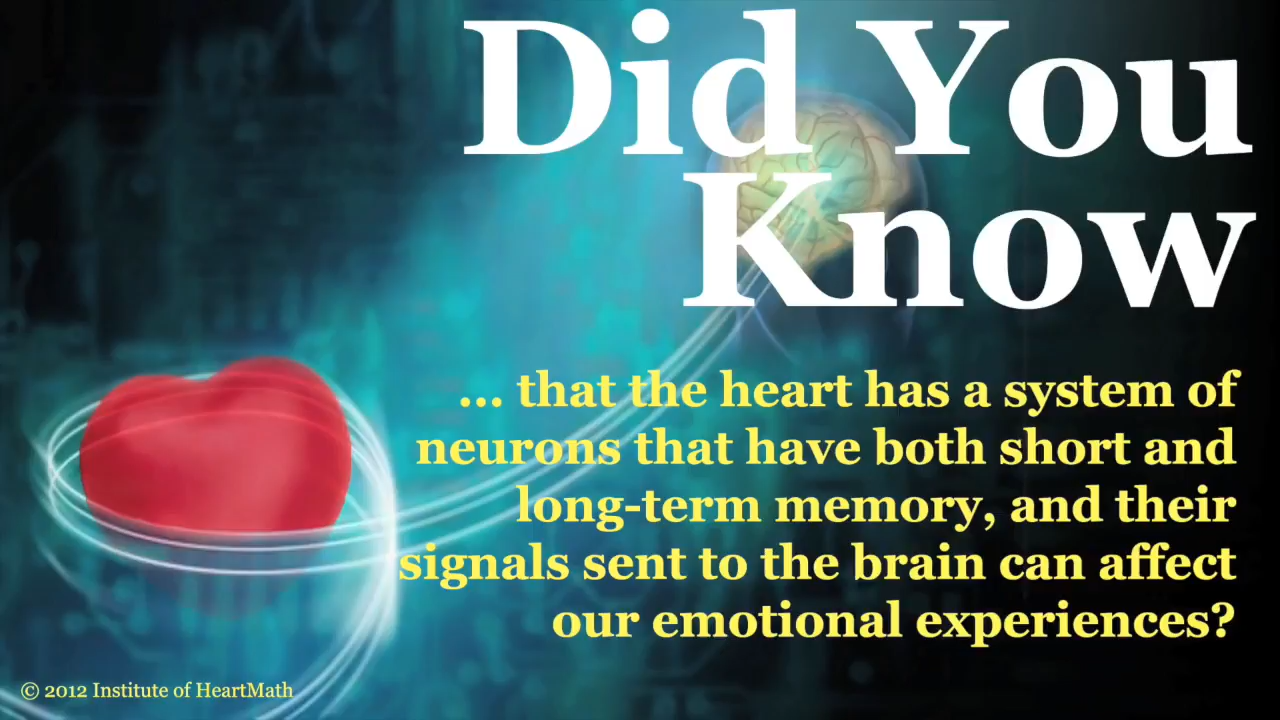 Did You
Know
... that the heart has a system of
neurons that have both short and
long-term memory, and their
signals sent to the brain can affect
our emotional experiences?
© 2012 Institute of HeartMath